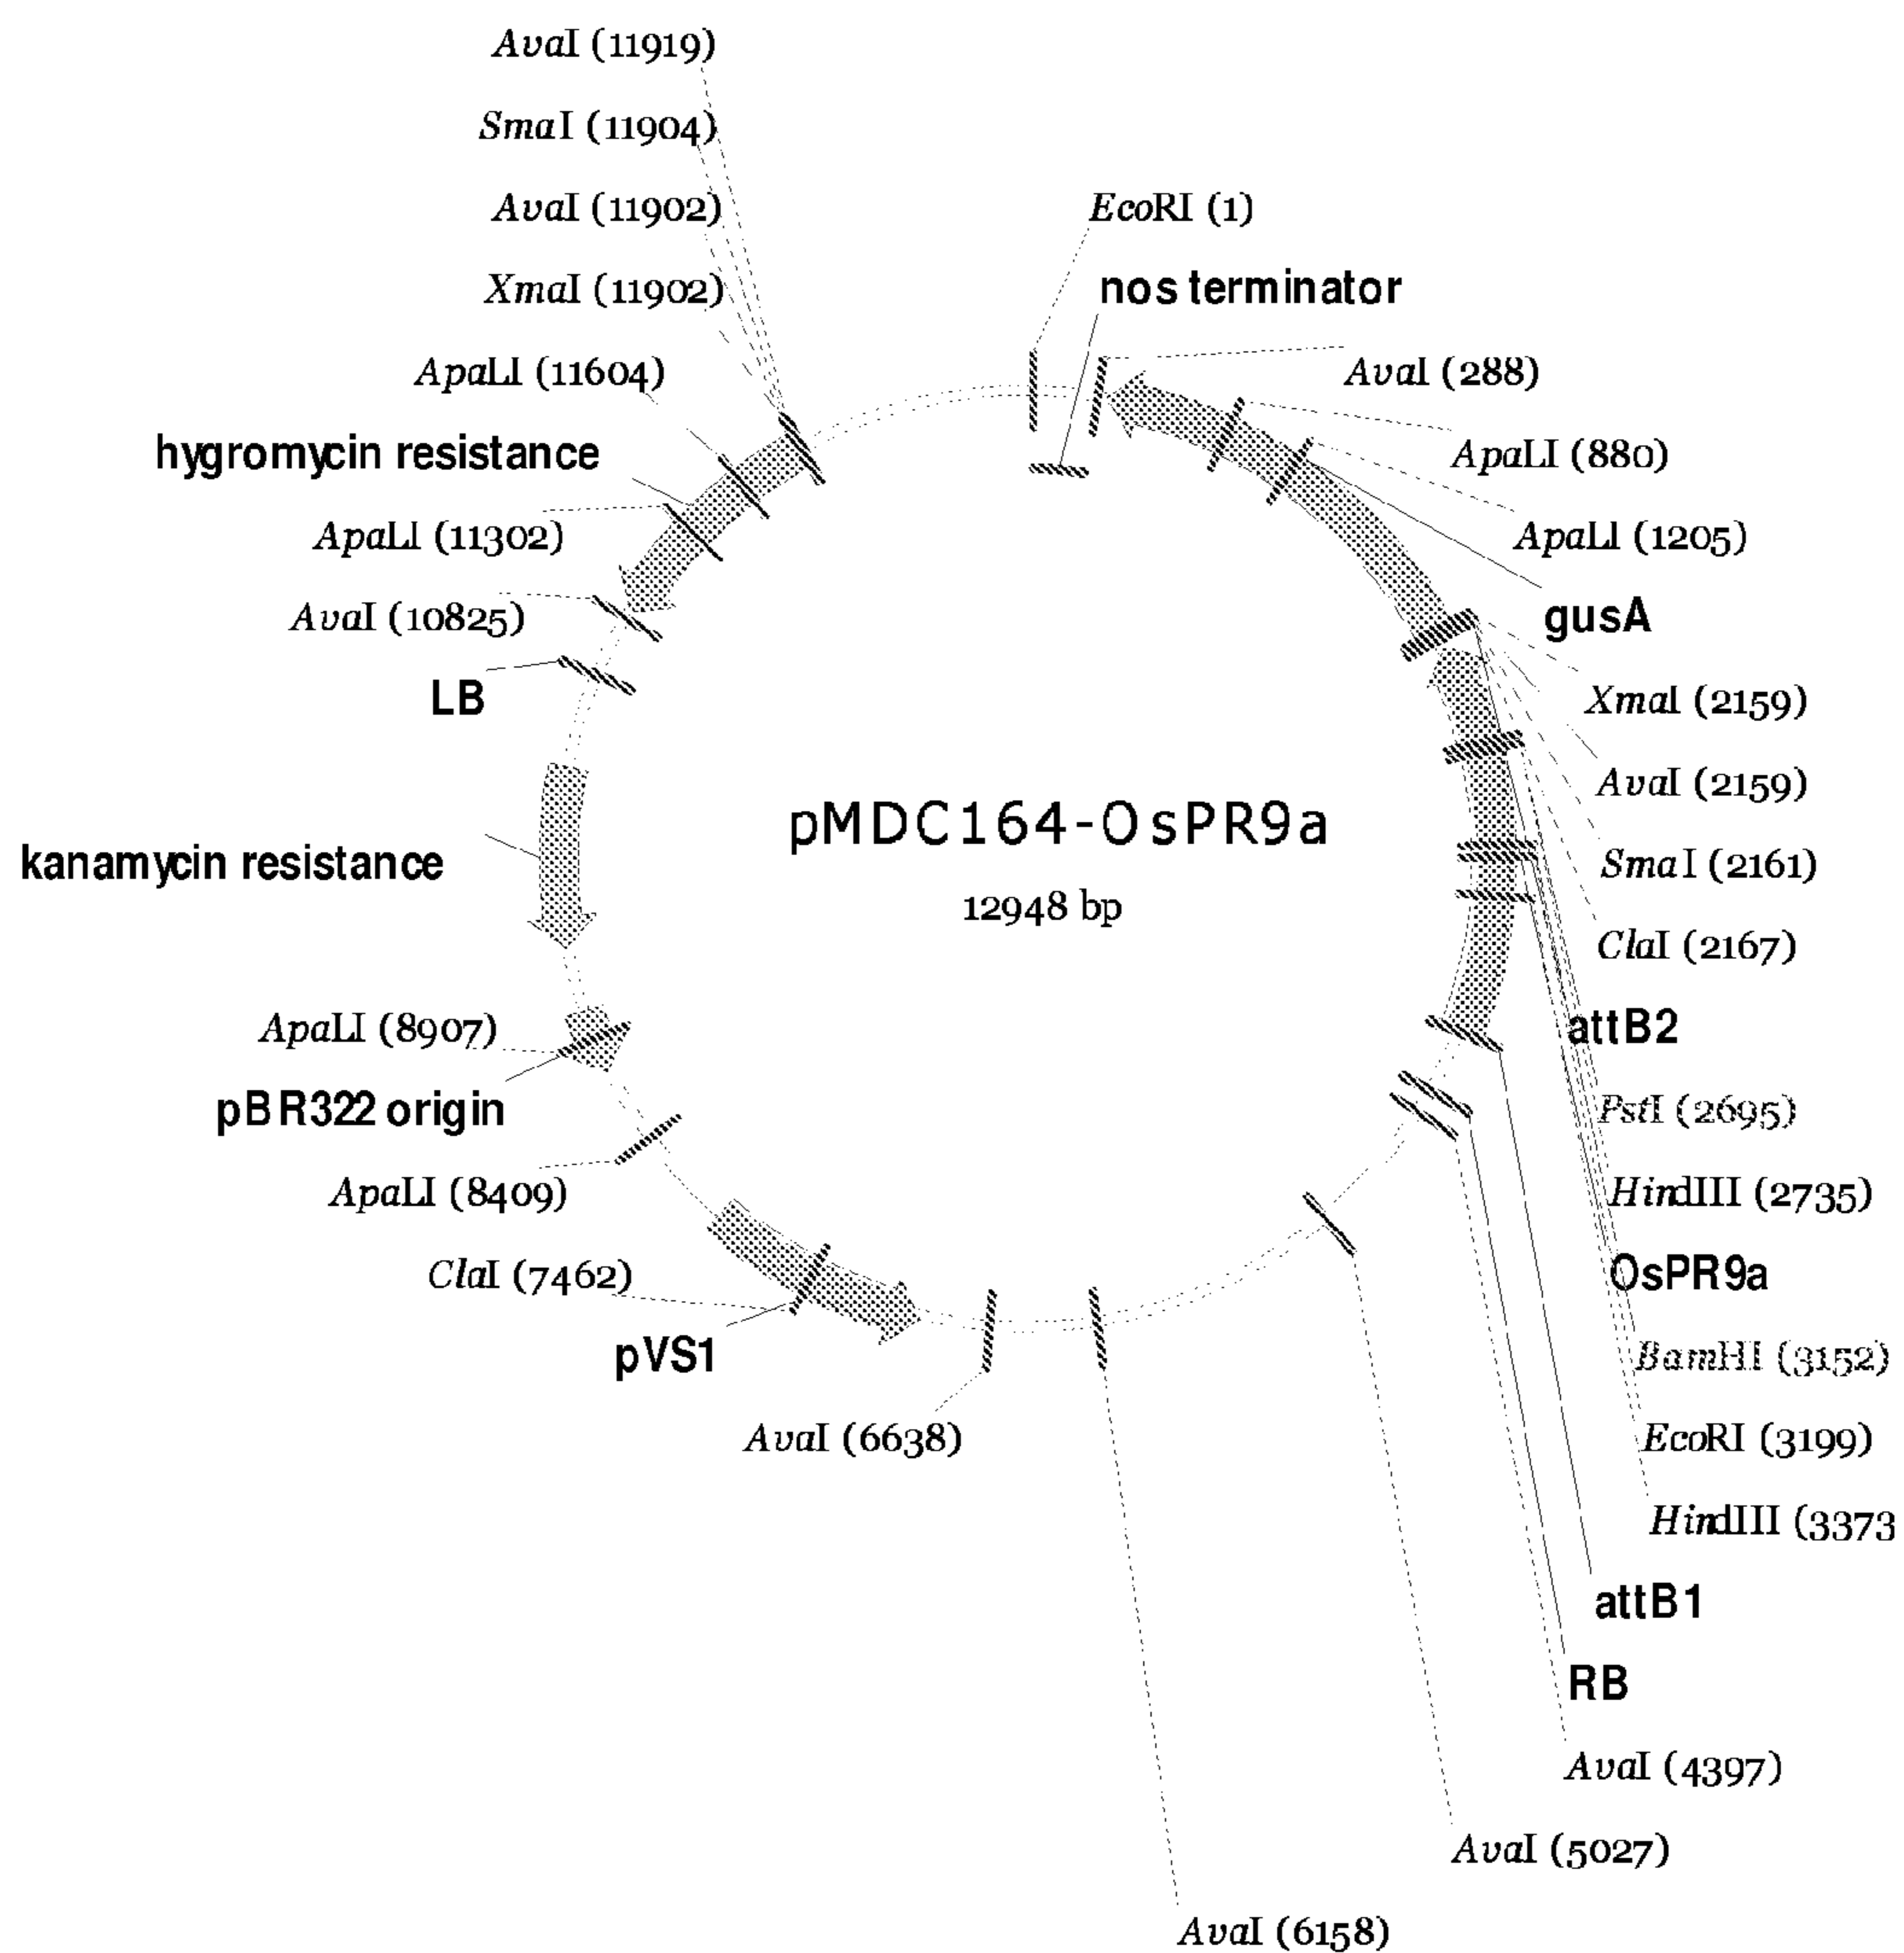 AvaI (11919)
SmaI (11904)
AvaI (11902)
EcoRI (1)
XmaI (11902)
nos terminator
ApaLI (11604)
AvaI (288)
hygromycin resistance
ApaLI (880)
ApaLI (11302)
ApaLI (1205)
AvaI (10825)
gusA
LB
XmaI (2159)
AvaI (2159)
pMDC164-OsPR9a
kanamycin resistance
SmaI (2161)
12948 bp
ClaI (2167)
ApaLI (8907)
attB2
pBR322 origin
PstI (2695)
ApaLI (8409)
HindIII (2735)
ClaI (7462)
OsPR9a
pVS1
BamHI (3152)
AvaI (6638)
EcoRI (3199)
HindIII (3373
attB1
RB
AvaI (4397)
AvaI (5027)
AvaI (6158)